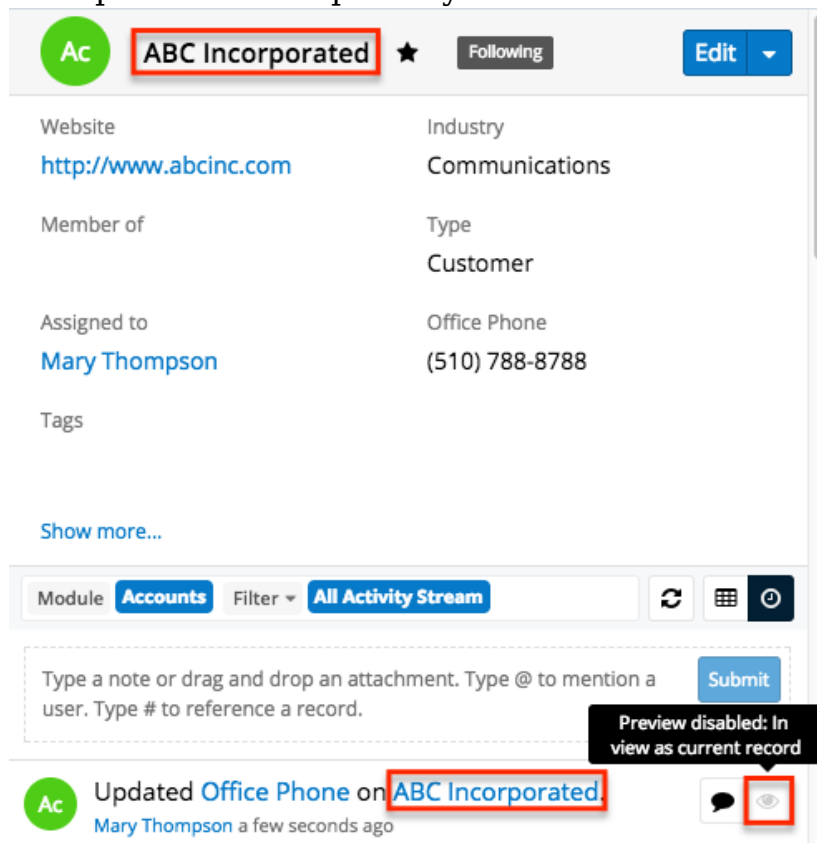 Ac ABC Incorporated Following Edit
Website Industry
http://www.abcinc.com Communications
Member of Type
Customer
Assigned to Office Phone
Mary Thompson (510) 788-8788
Tags
Show more...
Module Accounts Filter All Activity Stream
Type a note or drag and drop an attachment. Type @ to mention a
user. Type # to reference a record.
Submit
Preview disabled: In
view as current record
Ac Updated Office Phone on ABC Incorporated.
Mary Thompson a few seconds ago